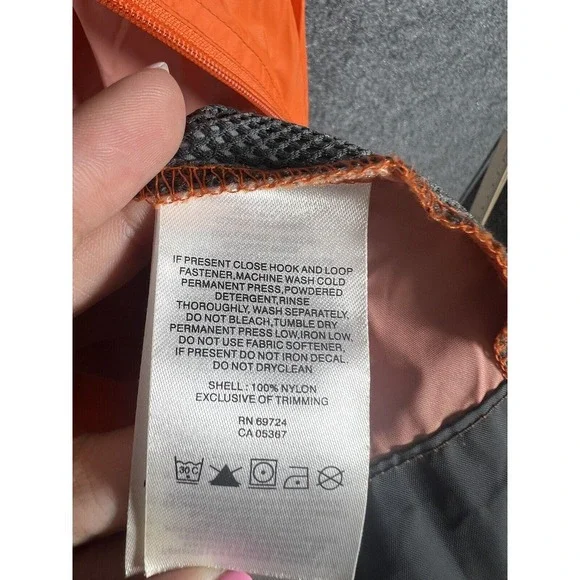 IF PRESENT CLOSE HOOK AND LOOP
FASTENER,MACHINE WASH COLD
PERMANENT PRESS,POWDERED
DETERGENT,RINSE
THOROUGHLY, WASH SEPARATELY.
DO NOT BLEACH,TUMBLE DRY
PERMANENT PRESS LOW,IRON LOW.
DO NOT USE FABRIC SOFTENER,
IF PRESENT DO NOT IRON DECAL.
DO NOT DRYCLEAN
SHELL : 100% NYLON
EXCLUSIVE OF TRIMMING
RN 69724
CA 05367
30 C